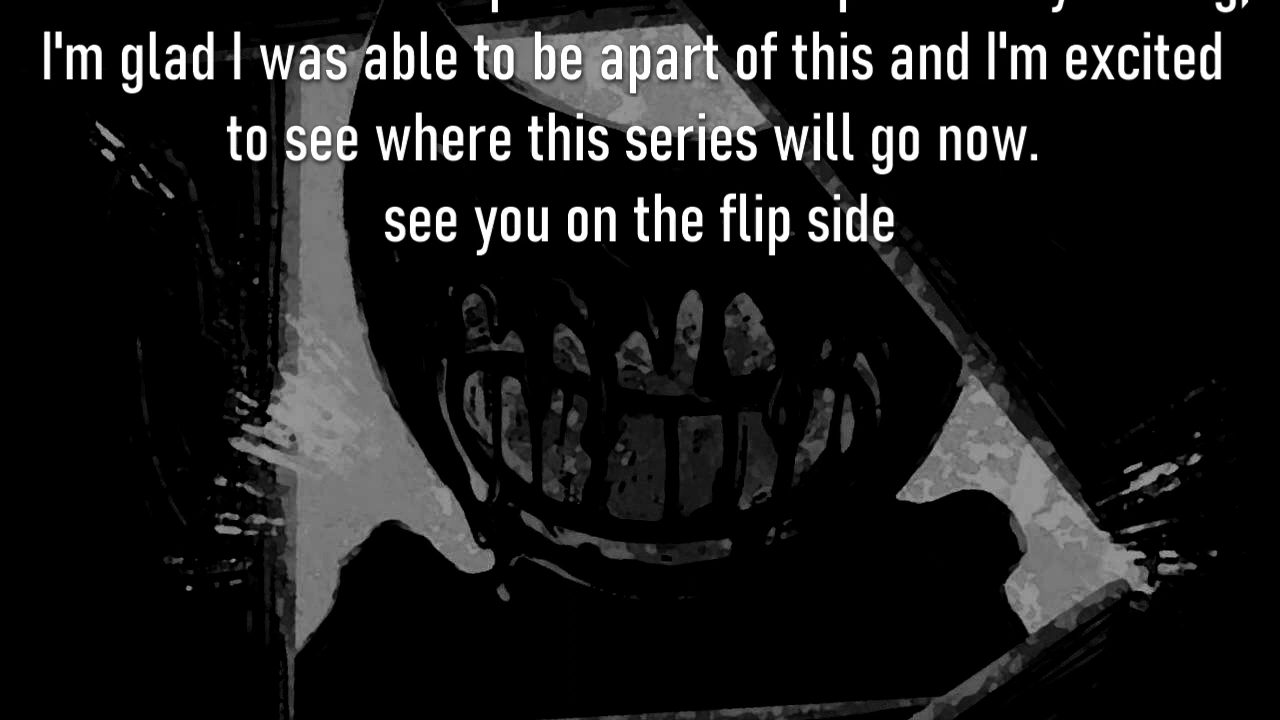 I'm glad I was able to be apart of this and I'm excited
to see where this series will go now.
see you on the flip side